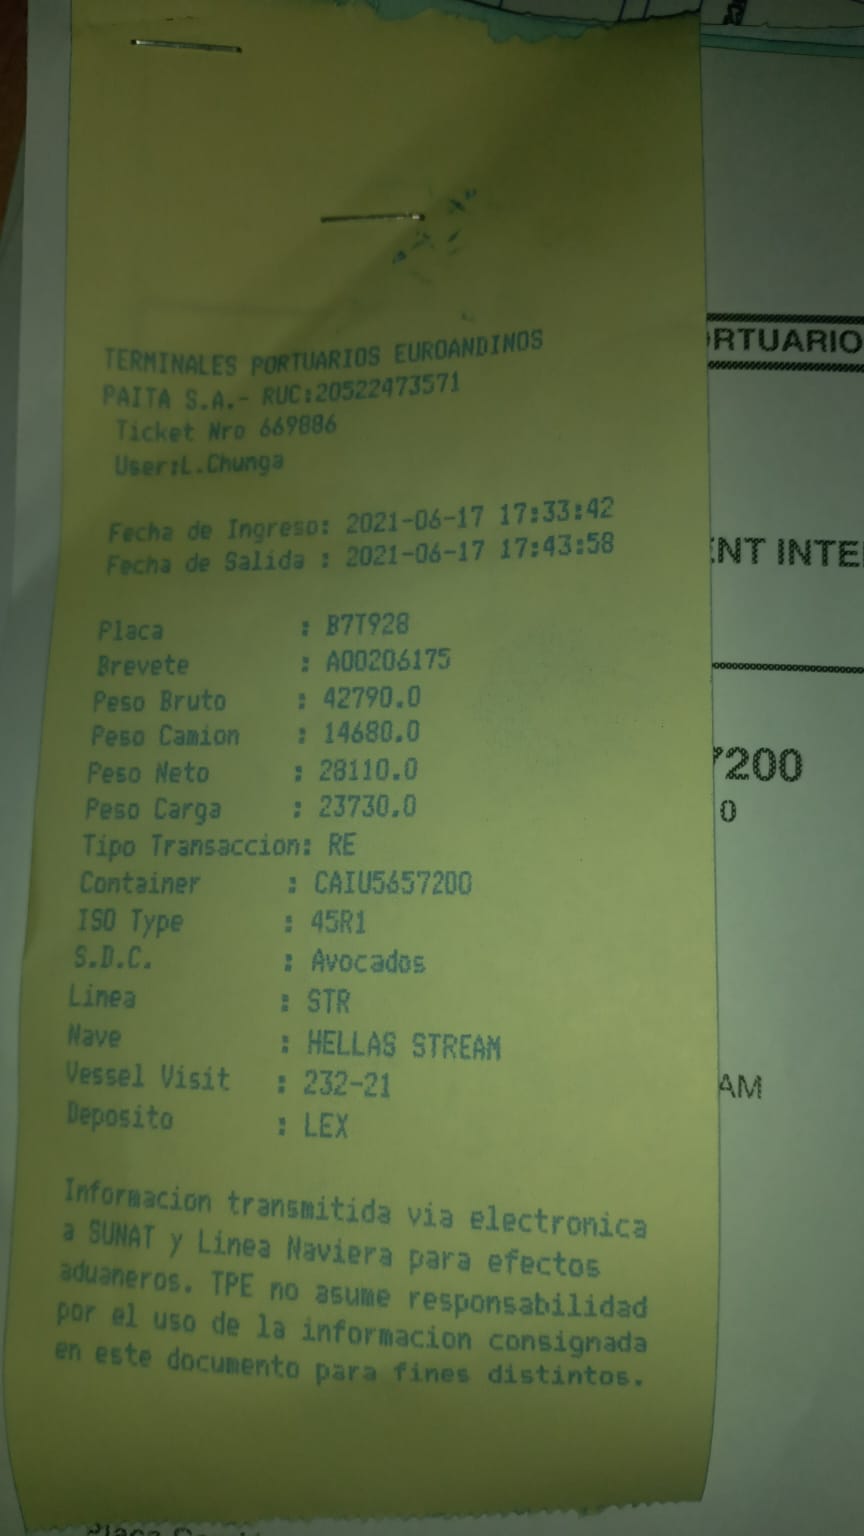 TERMINALES PORTUARIOS EUROANDINOS
PAITA S.A.- RUC:20522473571
Ticket Nro 669886
User:L.Chunga
Fecha de Ingreso: 2021-06-17 17:33:42
Fecha de Salida : 2021-06-17 17:43:58
Placa : B7T928
Brevete : A00206175
Peso Bruto : 42790.0
Peso Camion : 14680.0
Peso Neto : 28110.0
Peso Carga : 23730.0
Tipo Transaccion: RE
Container : CAIU5657200
ISO Type : 45R1
S.D.C. : Avocados
Linea : STR
Nave : HELLAS STREAM
Vessel Visit : 232-21
Deposito : LEX
Informacion transmitida via electronica
a SUNAT y Linea Naviera para efectos
aduaneros. TPE no asume responsabilidad
por el uso de la informacion consignada
en este documento para fines distintos.
RTUARIO
ENT INTE
7200
0
AM